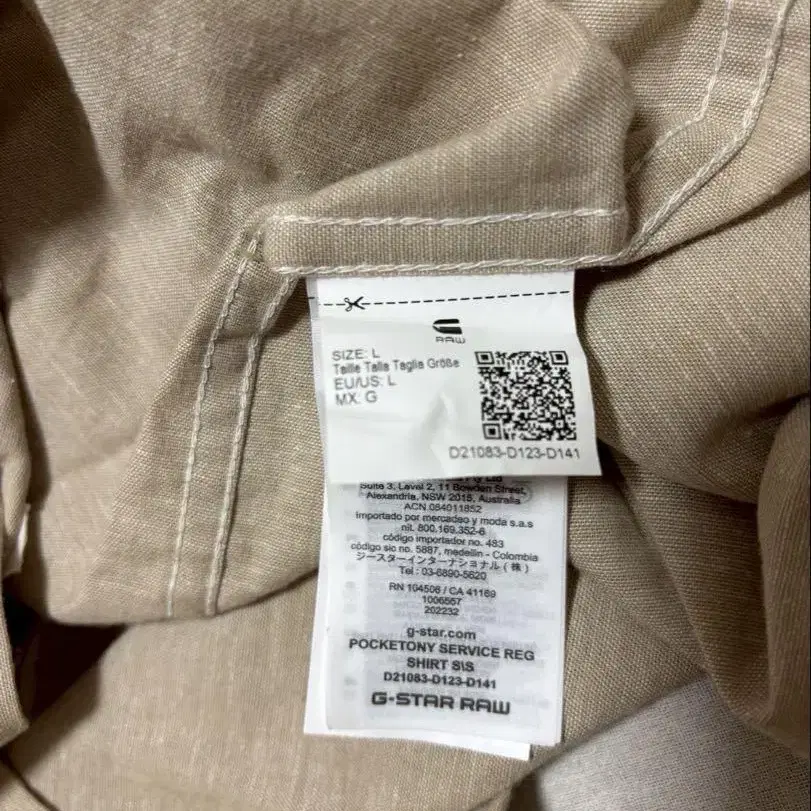 RAW
SIZE: L
Taille Talla Taglia Größe
EU/US: L
MX: G
D21083-D123-D141
Pty Ltd
Suite 3, Level 2, 11 Bowden Street,
Alexandria, NSW 2015, Australia
ACN 084011852
Importado por mercadeo y moda s.a.s
nit. 800.169.352-6
código importador no. 483
código sic no. 5887, medellin - Colombia
ジースターインターナショナル(株)
Tel : 03-6890-5620
RN 104506 / CA 41169
1006557
202232
g-star.com
POCKETONY SERVICE REG
SHIRT S\S
D21083-D123-D141
G-STAR RAW